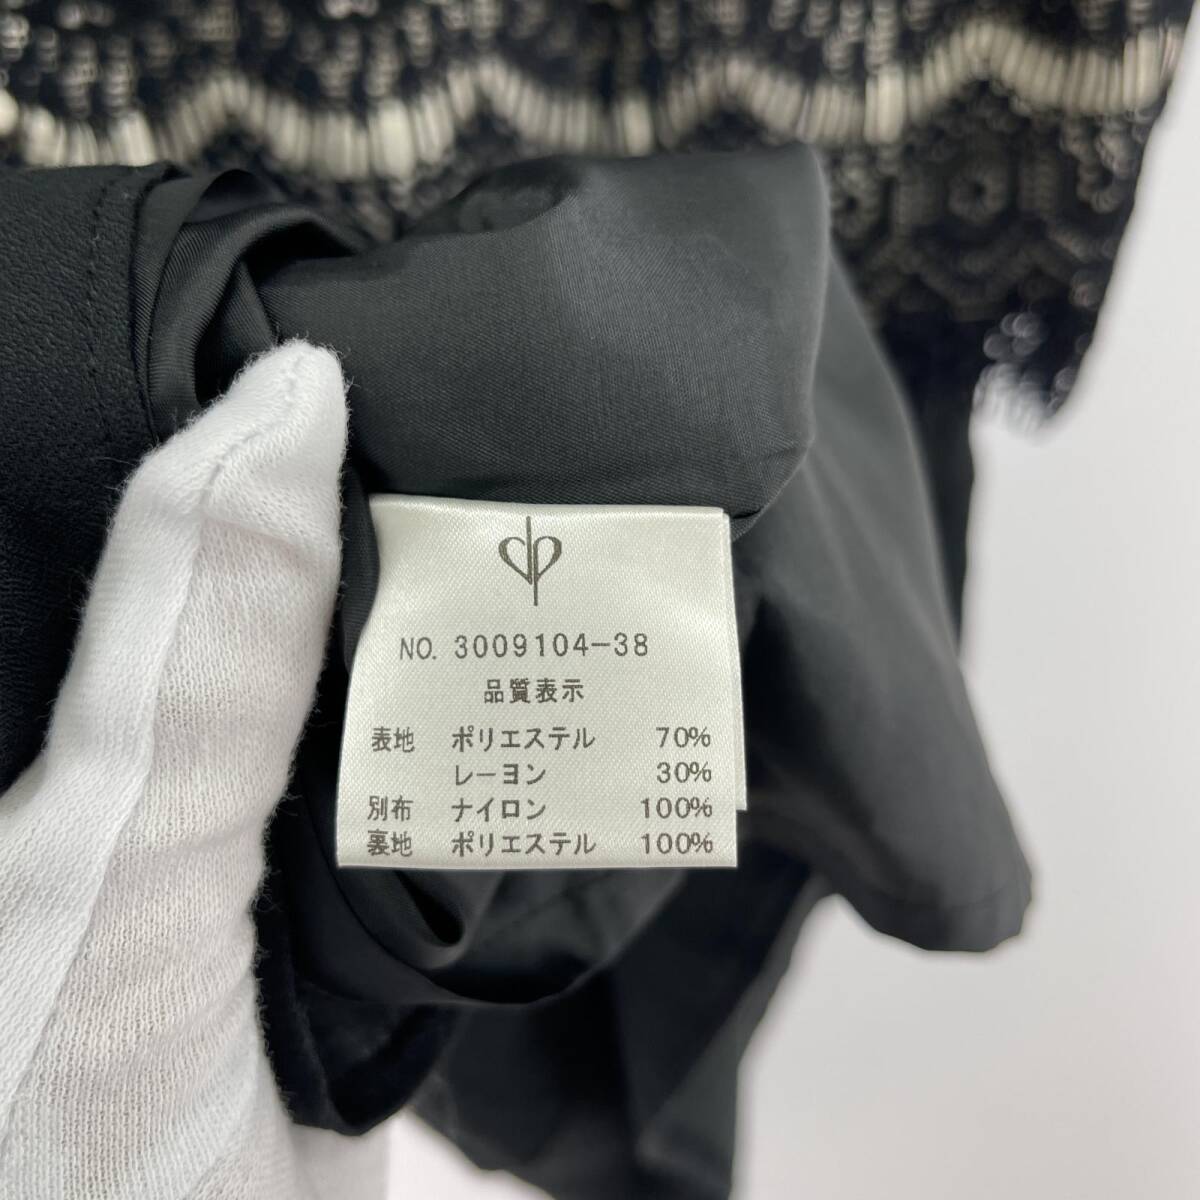 NO. 3009104-38
品質表示
表地 ポリエステル 70%
レーヨン 30%
別布 ナイロン 100%
裏地 ポリエステル 100%